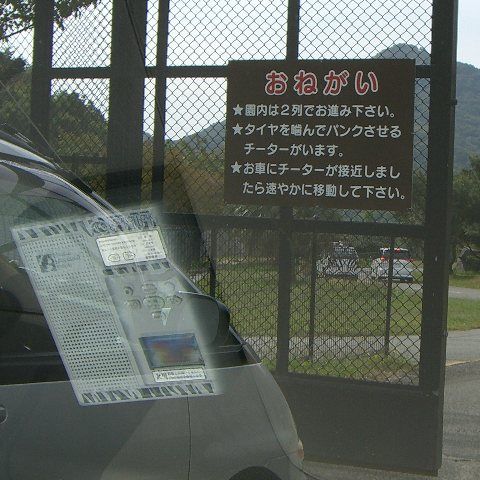 おねがい
★園内は2列でお進み下さい。
★タイヤを噛んでパンクさせる
チーターがいます。
★お車にチーターが接近しまし
たら速やかに移動して下さい。